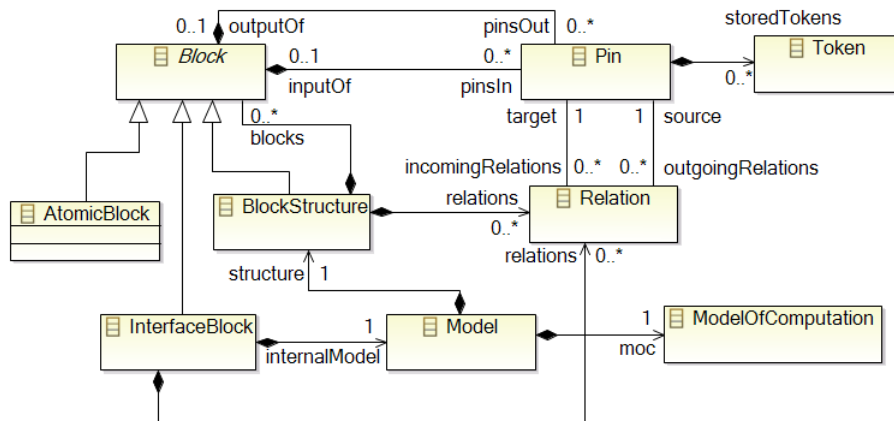 0..1 outputOf pinsOut 0..* storedTokens
Block 0..1 0..* Pin Token
inputOf pinsIn 0..*
0..* target 1 1 source
blocks
incomingRelations 0..* 0..* outgoingRelations
AtomicBlock BlockStructure relations Relation
0..*
structure 1 relations 0..*
InterfaceBlock 1 Model 1 ModelOfComputation
internalModel moc